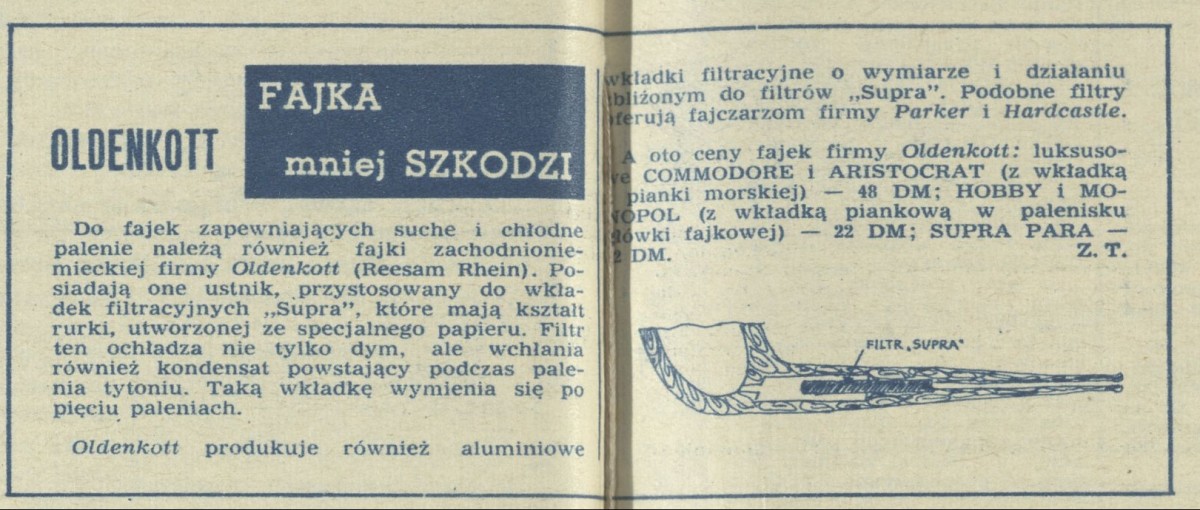 OLDENKOTT
FAJKA
mniej SZKODZI
Do fajek zapewniających suche i chłodne
palenie należą również fajki zachodnionie-
mieckiej firmy Oldenkott (Reesam Rhein). Po-
siadają one ustnik, przystosowany do wkła-
dek filtracyjnych „Supra”, które mają kształt
rurki, utworzonej ze specjalnego papieru. Filtr
ten ochładza nie tylko dym, ale wchłania
również kondensat powstający podczas pale-
nia tytoniu. Taką wkładkę wymienia się po
pięciu paleniach.
Oldenkott produkuje również aluminiowe
wkładki filtracyjne o wymiarze i działaniu
zbliżonym do filtrów „Supra”. Podobne filtry
oferują fajczarzom firmy Parker i Hardcastle.
A oto ceny fajek firmy Oldenkott: luksuso-
we COMMODORE i ARISTOCRAT (z wkładką
pianki morskiej) — 48 DM; HOBBY i MO-
NOPOL (z wkładką piankową w palenisku
główki fajkowej) — 22 DM; SUPRA PARA —
DM. Z. T.
FILTR „SUPRA”